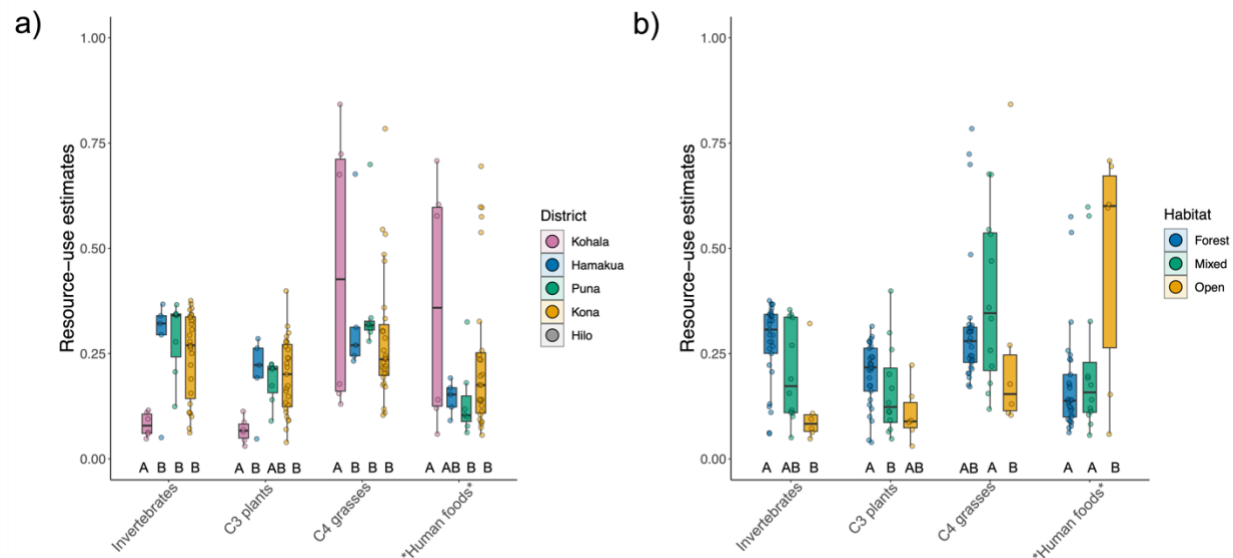 a)
Resource-use estimates
1.00
0.75
0.50
0.25
0.00
A B B B
A B AB B
A B B B
A AB B B
Invertebrates
C3 plants
C4 grasses
*Human foods*
District
Kohala
Hamakua
Puna
Kona
Hilo
b)
Resource-use estimates
1.00
0.75
0.50
0.25
0.00
A AB B
A B AB
AB A B
A A B
Invertebrates
C3 plants
C4 grasses
*Human foods*
Habitat
Forest
Mixed
Open